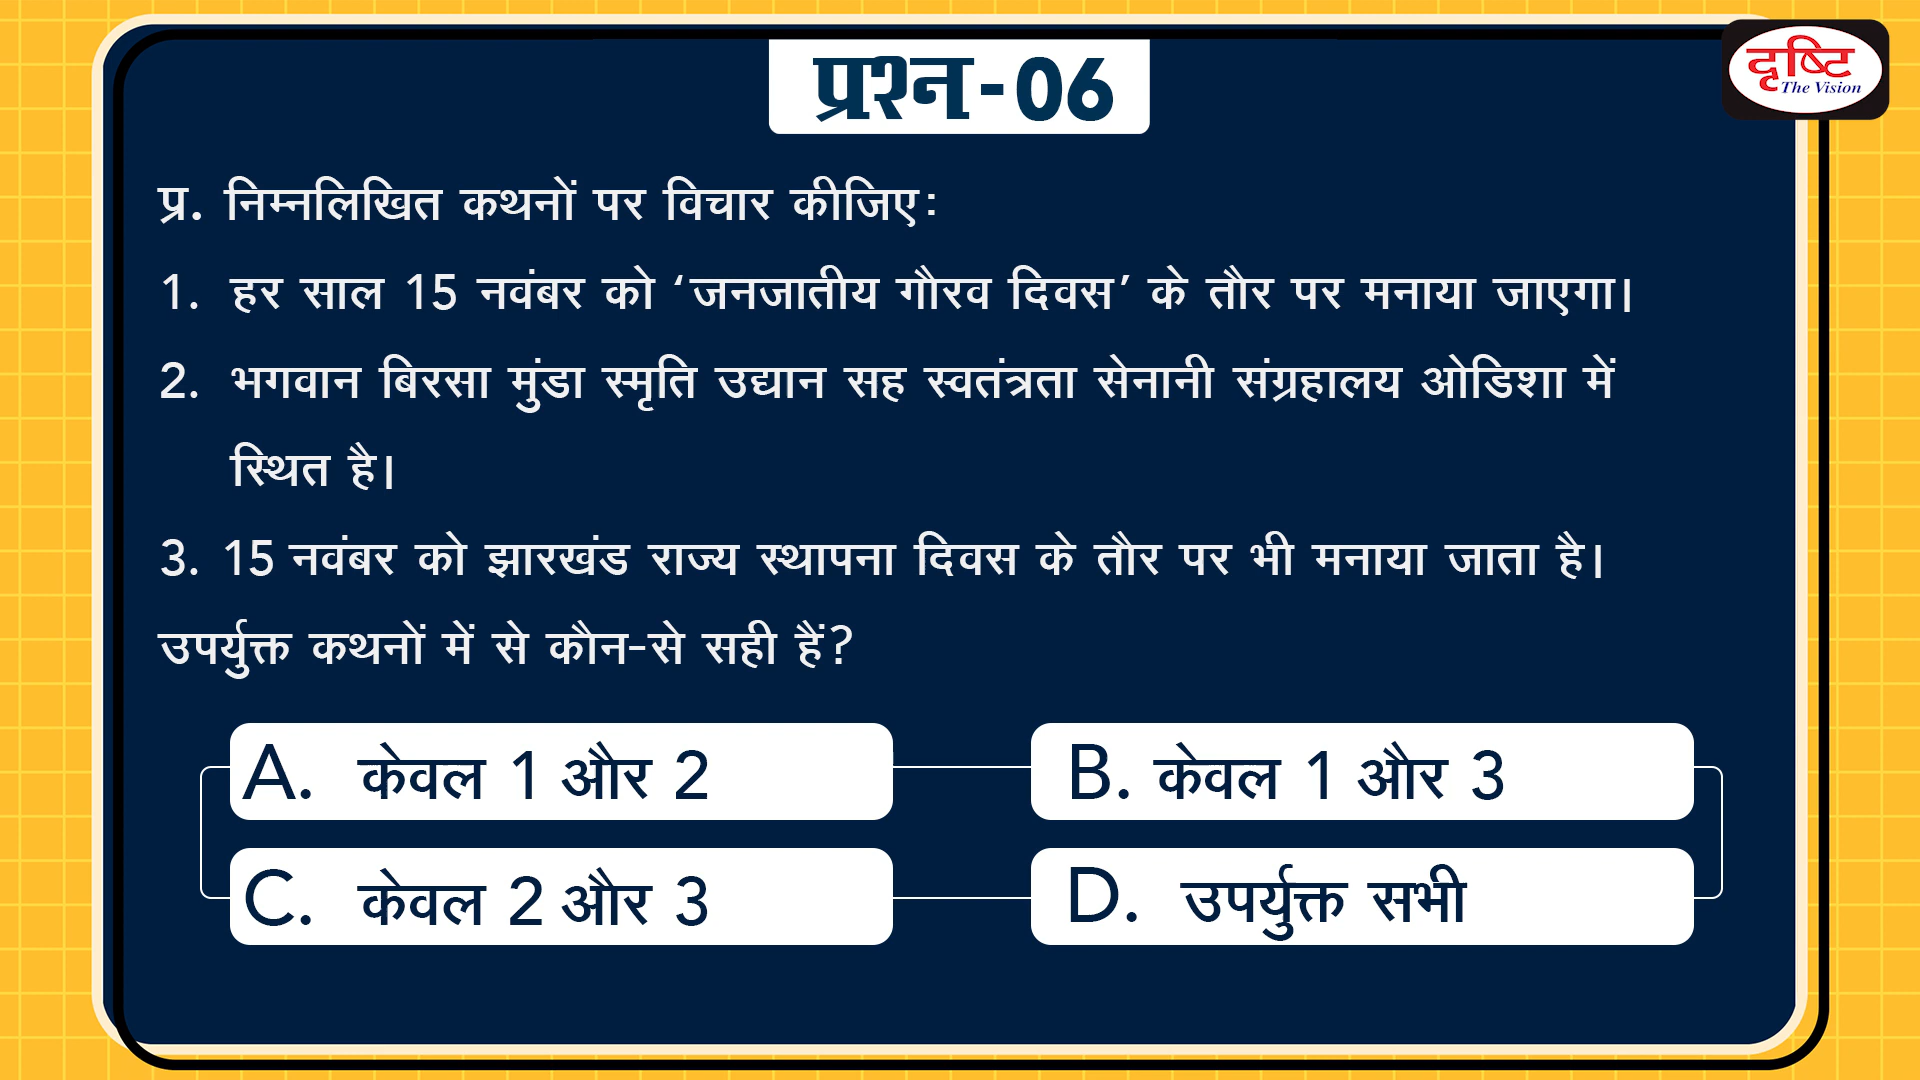 प्रश्न-06
दृष्टि
The Vision
प्र. निम्नलिखित कथनों पर विचार कीजिए:
1. हर साल 15 नवंबर को ‘जनजातीय गौरव दिवस’ के तौर पर मनाया जाएगा।
2. भगवान बिरसा मुंडा स्मृति उद्यान सह स्वतंत्रता सेनानी संग्रहालय ओडिशा में
स्थित है।
3. 15 नवंबर को झारखंड राज्य स्थापना दिवस के तौर पर भी मनाया जाता है।
उपर्युक्त कथनों में से कौन-से सही हैं?
A. केवल 1 और 2
B. केवल 1 और 3
C. केवल 2 और 3
D. उपर्युक्त सभी